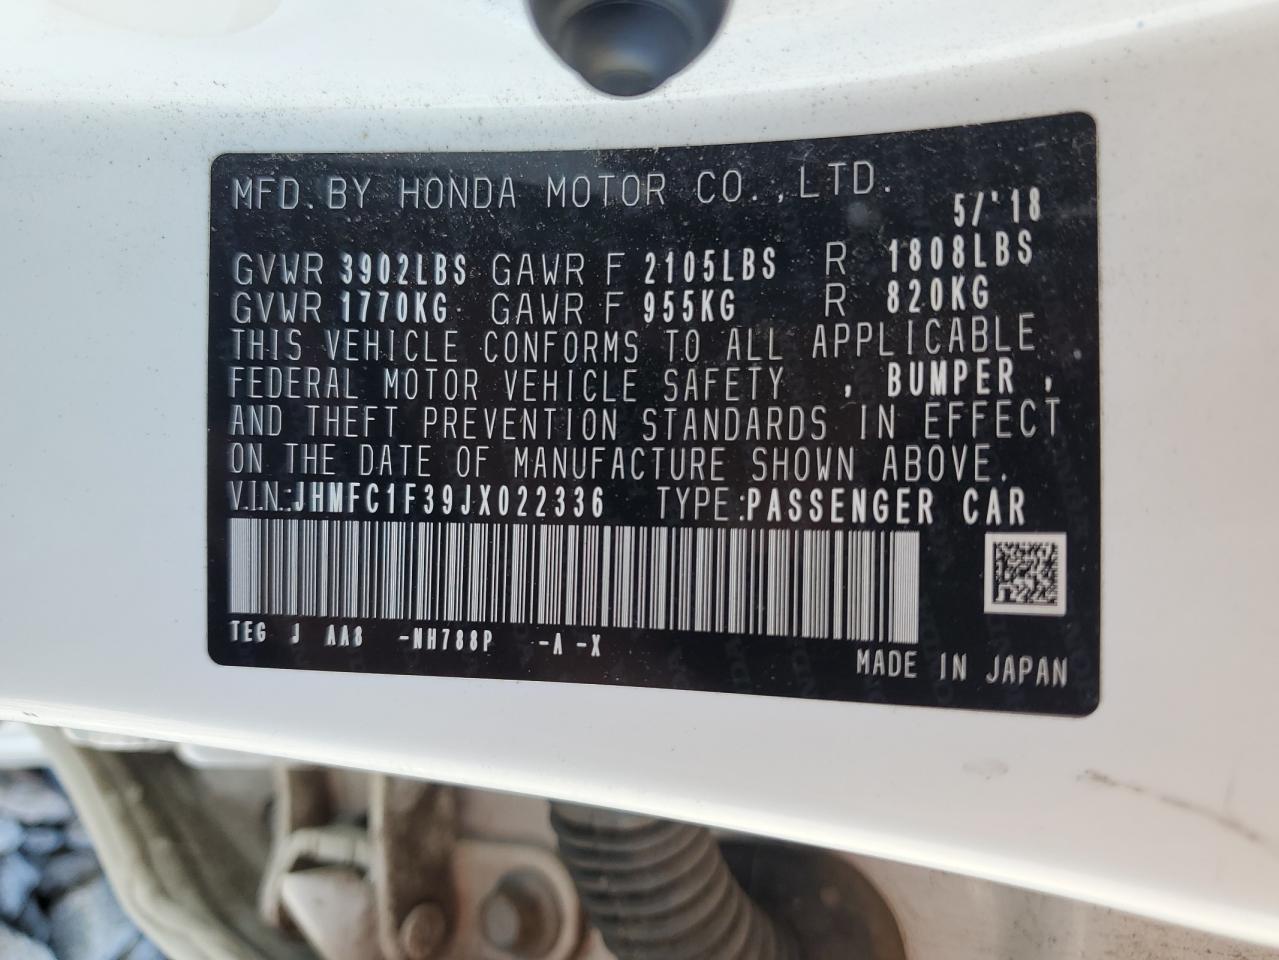 MFD. BY HONDA MOTOR CO., LTD.
5/'18
GVWR 3902LBS GAWR F 2105LBS R 1808LBS
GVWR 1770KG GAWR F 955KG R 820KG
THIS VEHICLE CONFORMS TO ALL APPLICABLE
FEDERAL MOTOR VEHICLE SAFETY , BUMPER ,
AND THEFT PREVENTION STANDARDS IN EFFECT
ON THE DATE OF MANUFACTURE SHOWN ABOVE.
V.I.N.:JHMFC1F39JX022336 TYPE:PASSENGER CAR
TEG J AA8 -NH788P -A -X
MADE IN JAPAN